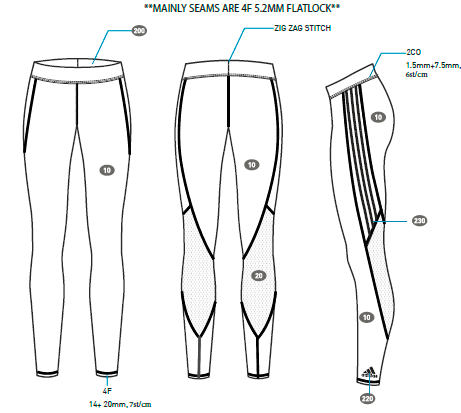 **MAINLY SEAMS ARE 4F 5.2MM FLATLOCK**
200
ZIG ZAG STITCH
2CO
1.5mm+7.5mm,
6st/cm
10
10
10
230
20
10
adidas
220
4F
14+ 20mm, 7st/cm